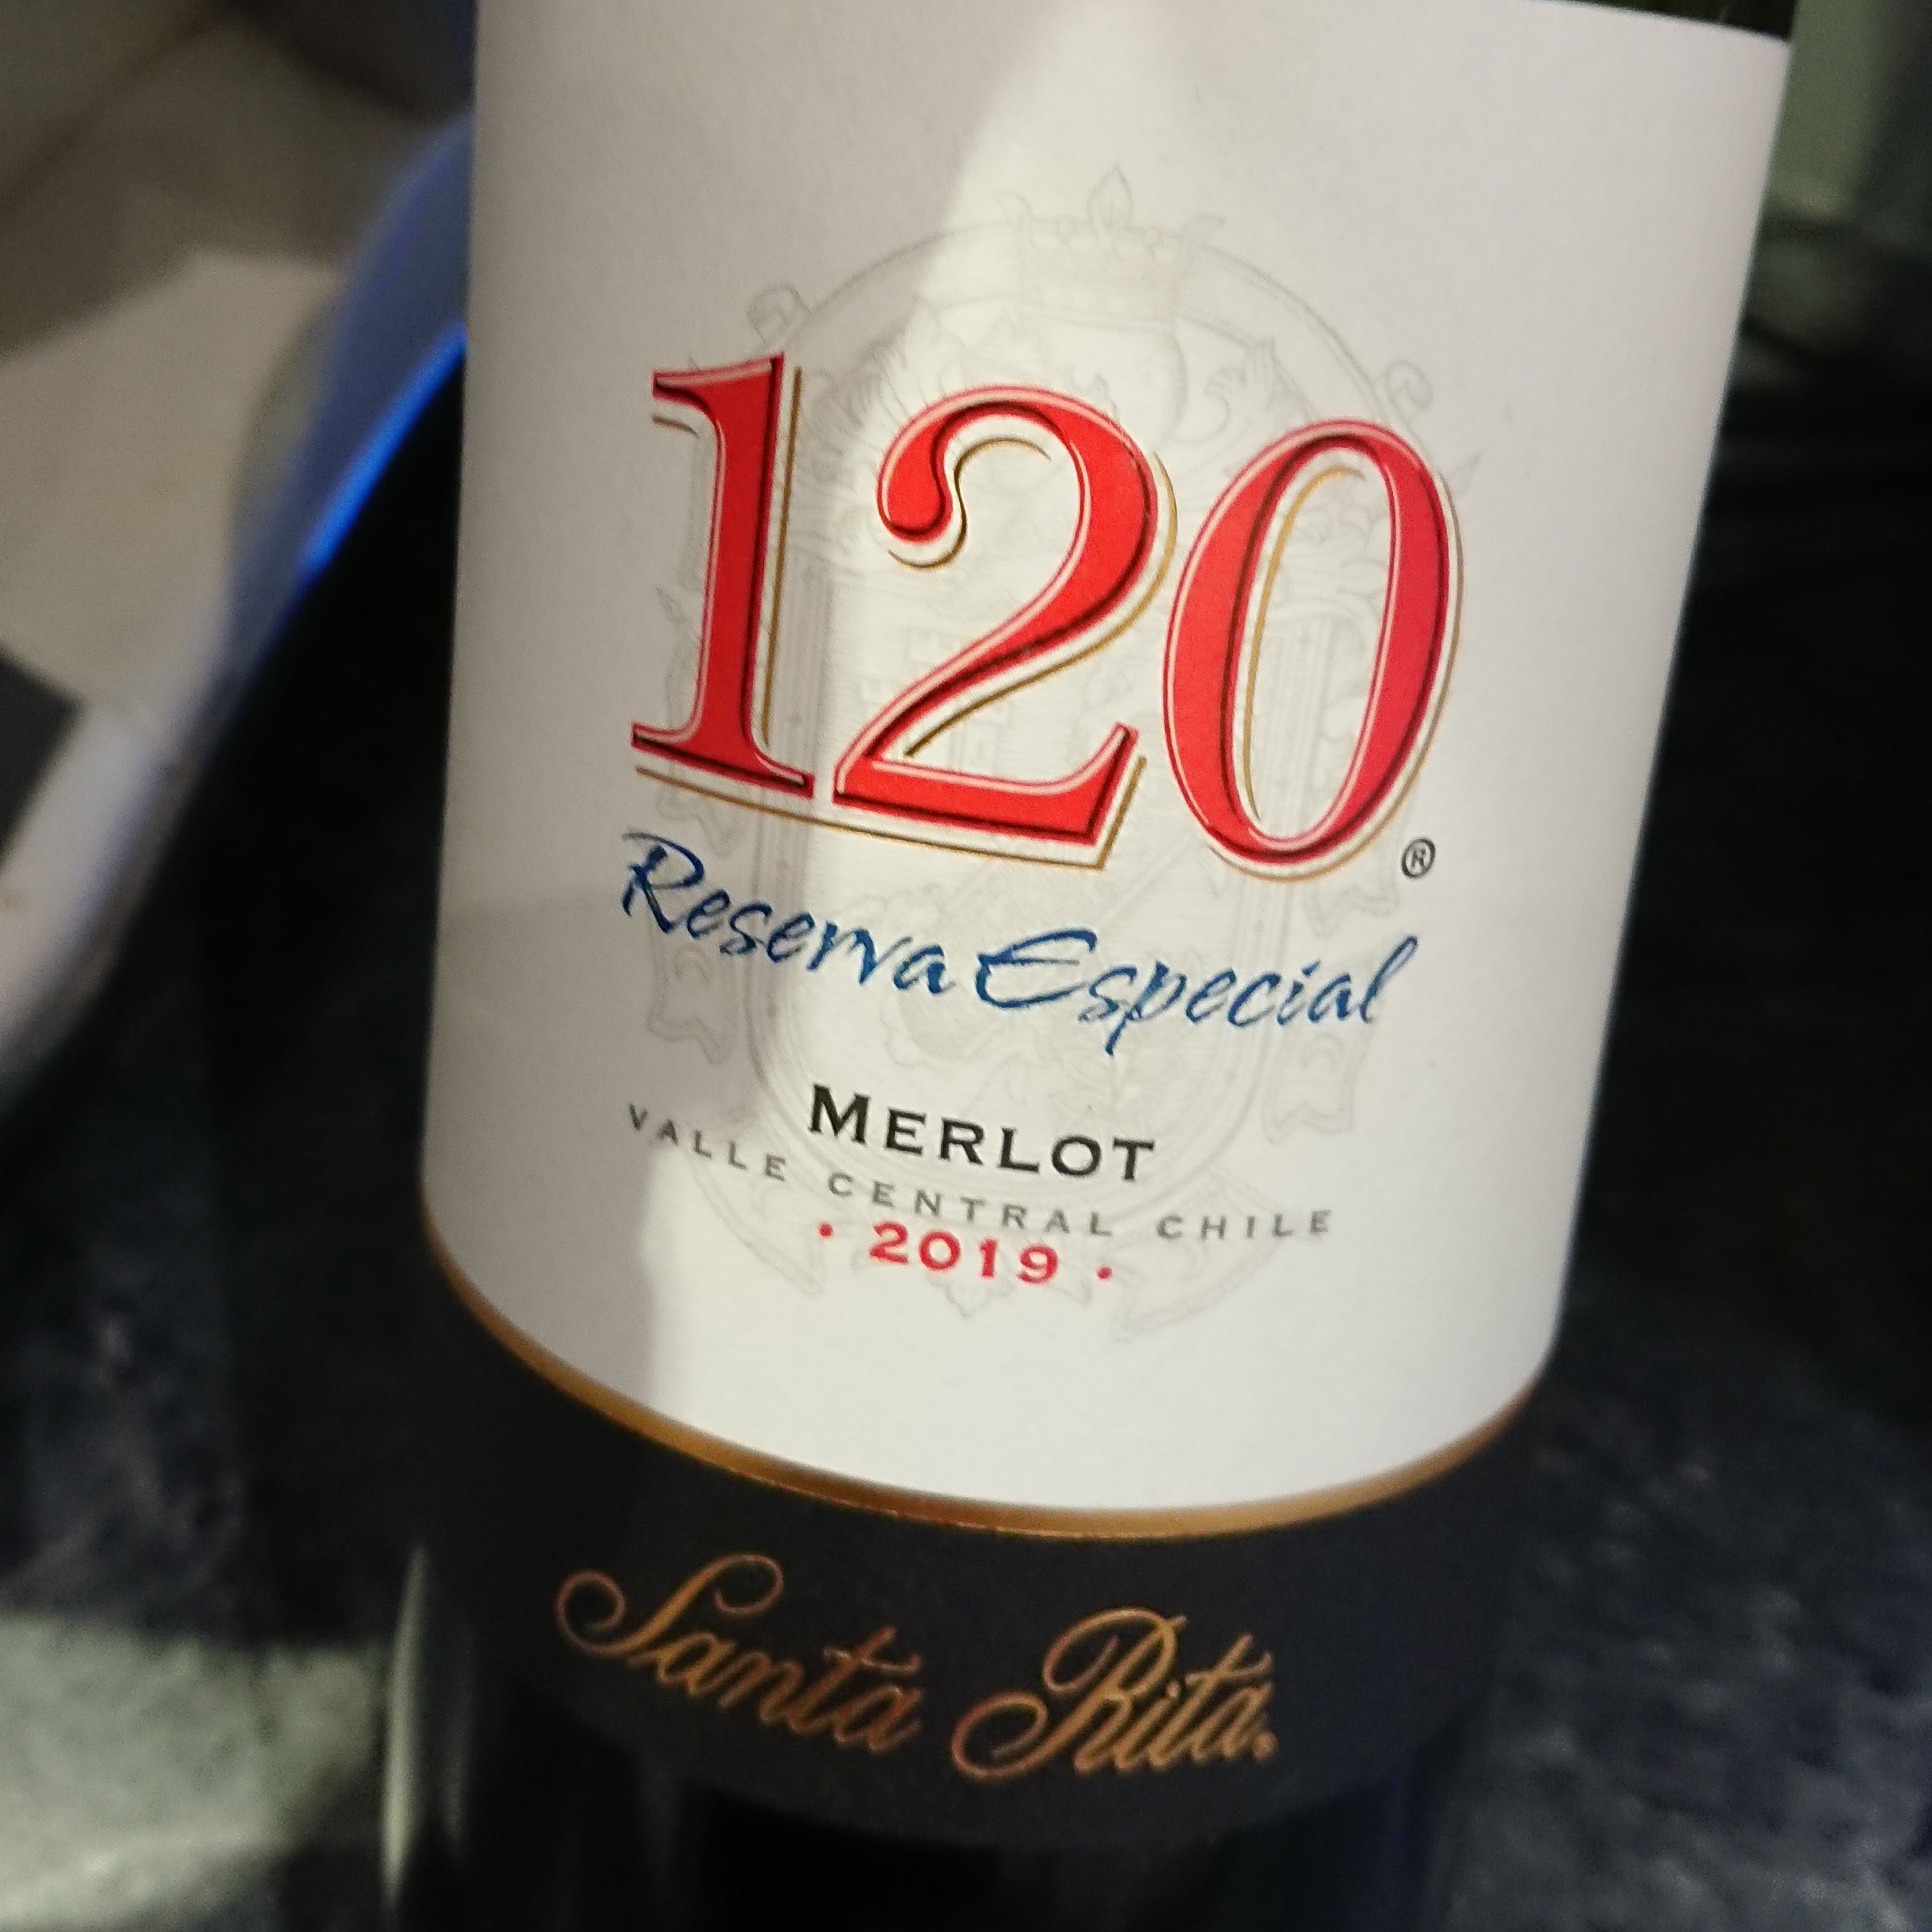 120®
Reserva Especial
MERLOT
VALLE CENTRAL CHILE
• 2019 •
Santa Rita.